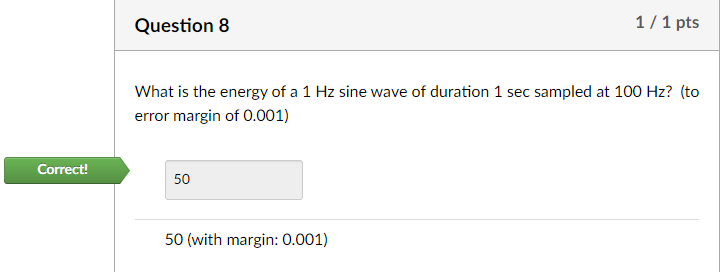 Question 8
1 / 1 pts
What is the energy of a 1 Hz sine wave of duration 1 sec sampled at 100 Hz? (to
error margin of 0.001)
Correct!
50
50 (with margin: 0.001)